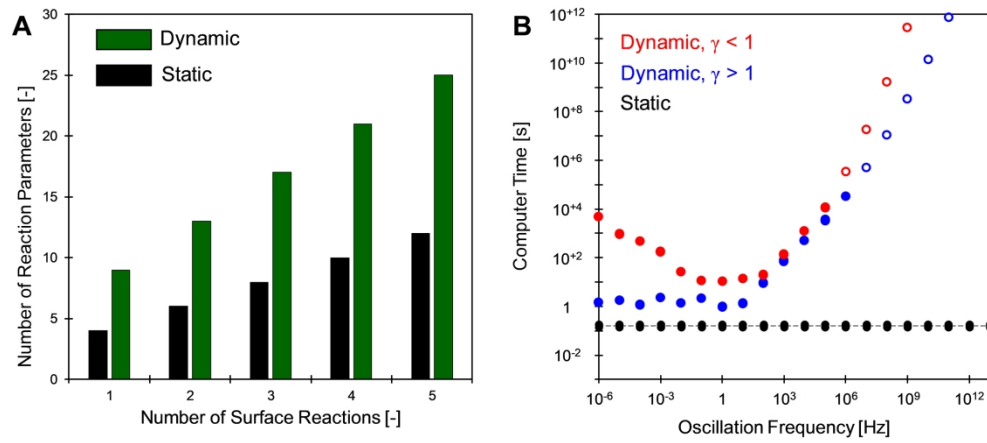 A
Dynamic
Static
Number of Reaction Parameters [-]
30
25
20
15
10
5
0
1
2
3
4
5
Number of Surface Reactions [-]
B
Dynamic, γ < 1
Dynamic, γ > 1
Static
Computer Time [s]
10+12
10+10
10+8
10+6
10+4
10+2
1
10-2
10-6
10-3
1
103
106
109
1012
Oscillation Frequency [Hz]